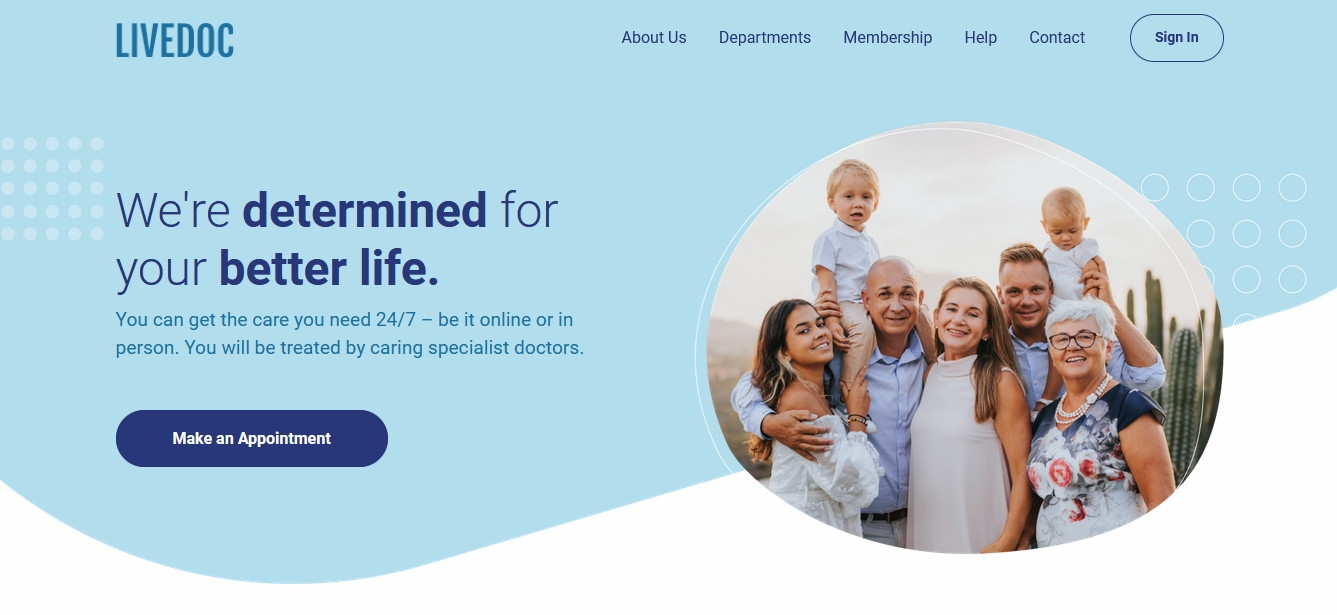 LIVEDOC
About Us
Departments
Membership
Help
Contact
Sign In
We're determined for
your better life.
You can get the care you need 24/7 – be it online or in
person. You will be treated by caring specialist doctors.
Make an Appointment